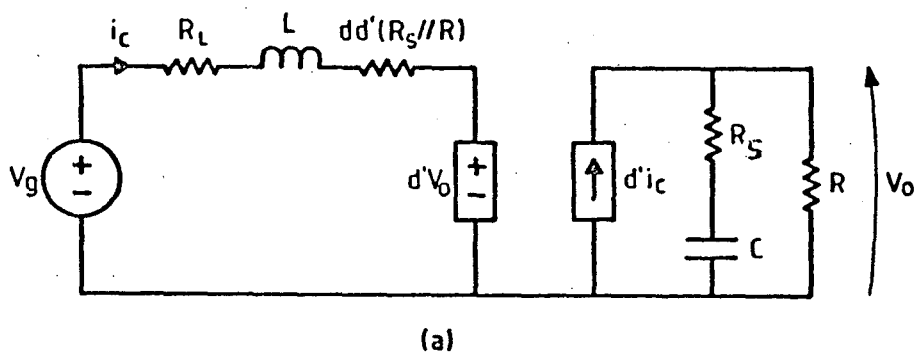 i_c R_L L dd'(R_S//R)
V_g + − d'V_o + − d'i_c R_S C R V_o
(a)